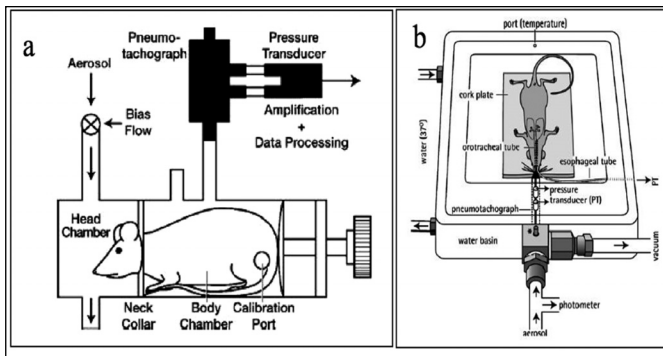 a
Pneumo-
tachograph
Pressure
Transducer
Aerosol
Bias
Flow
Amplification
+
Data Processing
Head
Chamber
Neck
Collar
Body
Chamber
Calibration
Port
b
port (temperature)
cork plate
orotracheal tube
esophageal tube
water (37º)
PT
pressure
transducer (PT)
pneumotachograph
water basin
vacuum
photometer
aerosol